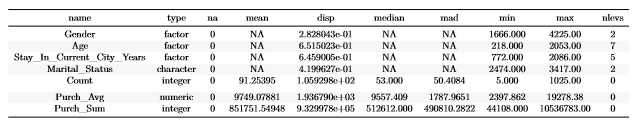 name type na mean disp median mad min max nlevs
Gender factor 0 NA 2.828043e-01 NA NA 1666.000 4225.00 2
Age factor 0 NA 6.515023e-01 NA NA 218.000 2053.00 7
Stay_In_Current_City_Years factor 0 NA 6.459005e-01 NA NA 772.000 2086.00 5
Marital_Status character 0 NA 4.199627e-01 NA NA 2474.000 3417.00 2
Count integer 0 91.25395 1.059298e+02 53.000 50.4084 5.000 1025.00 0
Purch_Avg numeric 0 9749.07881 1.936790e+03 9557.409 1787.9651 2397.862 19278.38 0
Purch_Sum integer 0 851751.54948 9.329978e+05 512612.000 490810.2822 44108.000 10536783.00 0